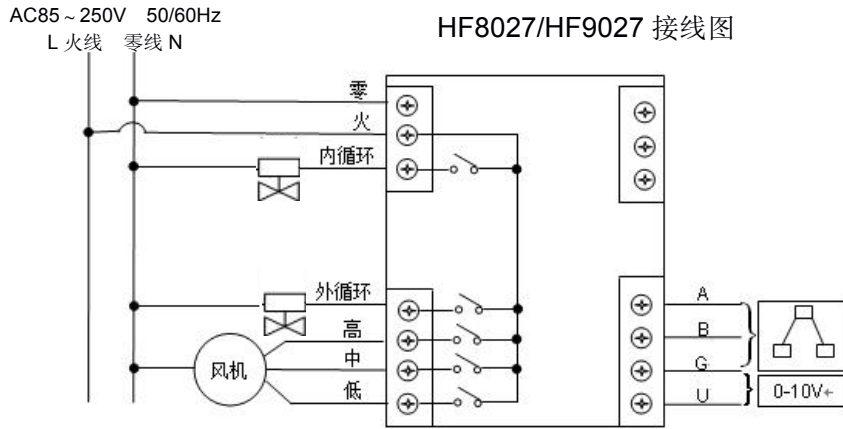 AC85～250V 50/60Hz
HF8027/HF9027 接线图
L 火线 零线 N
零
火
内循环
外循环
高
中
低
风机
A
B
G
U
0-10V↵